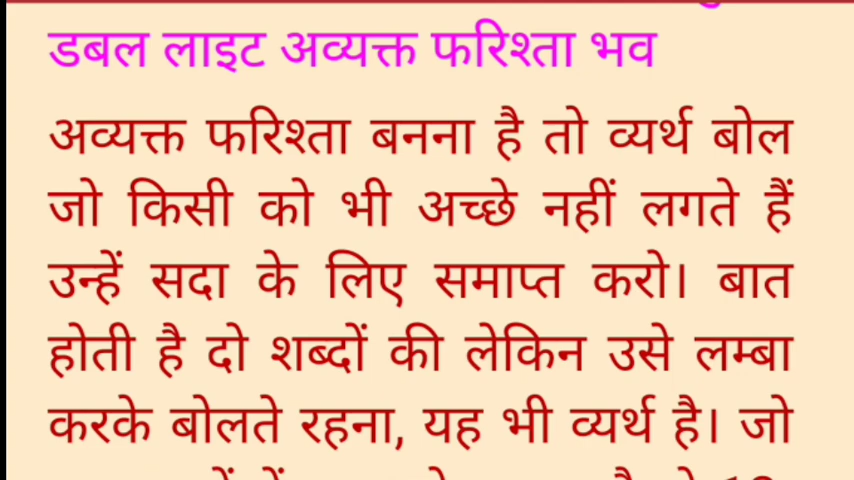 डबल लाइट अव्यक्त फरिश्ता भव
अव्यक्त फरिश्ता बनना है तो व्यर्थ बोल
जो किसी को भी अच्छे नहीं लगते हैं
उन्हें सदा के लिए समाप्त करो। बात
होती है दो शब्दों की लेकिन उसे लम्बा
करके बोलते रहना, यह भी व्यर्थ है। जो